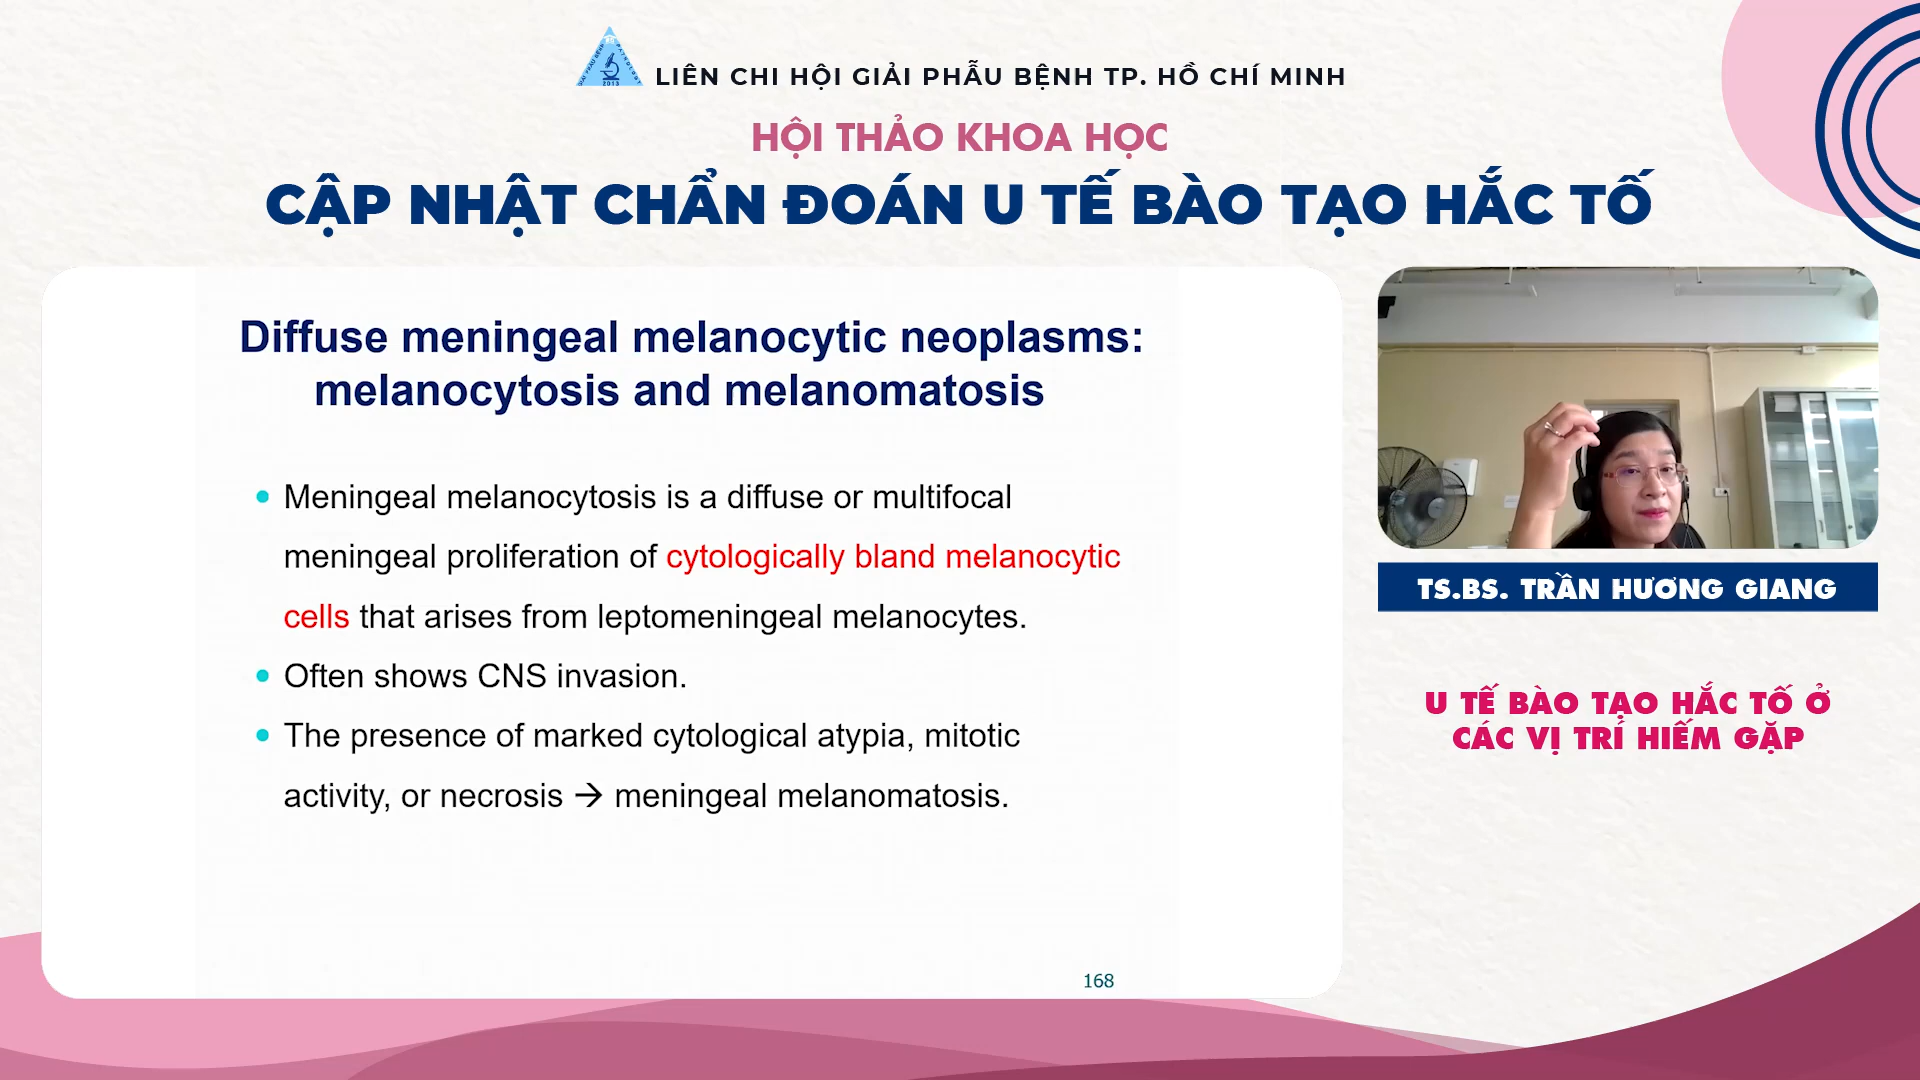 LIÊN CHI HỘI GIẢI PHẪU BỆNH TP. HỒ CHÍ MINH
HỘI THẢO KHOA HỌC
CẬP NHẬT CHẨN ĐOÁN U TẾ BÀO TẠO HẮC TỐ
Diffuse meningeal melanocytic neoplasms:
melanocytosis and melanomatosis
• Meningeal melanocytosis is a diffuse or multifocal
meningeal proliferation of cytologically bland melanocytic
cells that arises from leptomeningeal melanocytes.
• Often shows CNS invasion.
• The presence of marked cytological atypia, mitotic
activity, or necrosis → meningeal melanomatosis.
168
TS.BS. TRẦN HƯƠNG GIANG
U TẾ BÀO TẠO HẮC TỐ Ở
CÁC VỊ TRÍ HIẾM GẶP